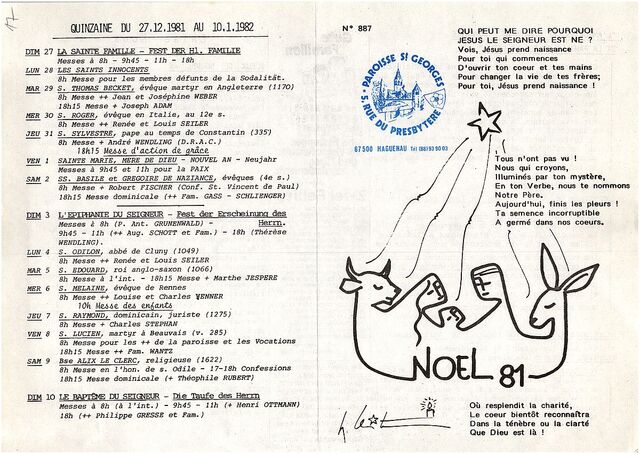 17
QUINZAINE DU 27.12.1981 AU 10.1.1982
DIM 27 LA SAINTE FAMILLE - FEST DER Hl. FAMILIE
Messes à 8h - 9h45 - 11h - 18h
LUN 28 LES SAINTS INNOCENTS
8h Messe pour les membres défunts de la Sodalität.
MAR 29 S. THOMAS BECKET, évêque martyr en Angleterre (1170)
8h Messe ++ Jean et Joséphine WEBER
18h15 Messe + Joseph ADAM
MER 30 S. ROGER, évêque en Italie, au 12e s.
8h Messe ++ Renée et Louis SEILER
JEU 31 S. SYLVESTRE, pape au temps de Constantin (335)
8h Messe + André WENDLING (D.R.A.C.)
18h15 Messe d'action de grâce
VEN 1 SAINTE MARIE, MERE DE DIEU - NOUVEL AN - Neujahr
Messes à 9h45 et 11h pour la PAIX
SAM 2 SS. BASILE et GREGOIRE DE NAZIANCE, évêques (4e s.)
8h Messe + Robert FISCHER (Conf. St. Vincent de Paul)
18h15 Messe dominicale (++ Fam. GASS - SCHLIENGER)
DIM 3 L'EPIPHANIE DU SEIGNEUR - Fest der Erscheinung des Herrn.
Messes à 8h (P. Ant. GRUNENWALD) -
9h45 - 11h (++ Aug. SCHOTT et Fam.) - 18h (Thérèse
WENDLING).
LUN 4 S. ODILON, abbé de Cluny (1049)
8h Messe ++ Renée et Louis SEILER
MAR 5 S. EDOUARD, roi anglo-saxon (1066)
8h Messe à l'int. - 18h15 Messe + Marthe JESPERE
MER 6 S. MELAINE, évêque de Rennes
8h Messe ++ Louise et Charles VENNER
10h Messe des enfants
JEU 7 S. RAYMOND, dominicain, juriste (1275)
8h Messe + Charles STEPHAN
VEN 8 S. LUCIEN, martyr à Beauvais (v. 285)
8h Messe pour les ++ de la paroisse et les Vocations
18h15 Messe ++ Fam. WANTZ
SAM 9 Bse ALIX LE CLERC, religieuse (1622)
8h Messe en l'hon. de s. Odile - 17-18h Confessions
18h15 Messe dominicale (+ Théophile RUBERT)
DIM 10 LE BAPTÊME DU SEIGNEUR - Die Taufe des Herrn
Messes à 8h (à l'int.) - 9h45 - 11h (+ Henri OTTMANN)
18h (++ Philippe GRESSE et Fam.)
N° 887
PAROISSE St GEORGES
5 RUE DU PRESBYTERE
67500 HAGUENAU Tél (88) 93 90 03
QUI PEUT ME DIRE POURQUOI
JESUS LE SEIGNEUR EST NE ?
Vois, Jésus prend naissance
Pour toi qui commences
D'ouvrir ton coeur et tes mains
Pour changer la vie de tes frères;
Pour toi, Jésus prend naissance !
Tous n'ont pas vu !
Nous qui croyons,
Illuminés par ton mystère,
En ton Verbe, nous te nommons
Notre Père.
Aujourd'hui, finis les pleurs !
Ta semence incorruptible
A germé dans nos coeurs.
NOEL 81
Où resplendit la charité,
Le coeur bientôt reconnaîtra
Dans la ténèbre ou la clarté
Que Dieu est là !